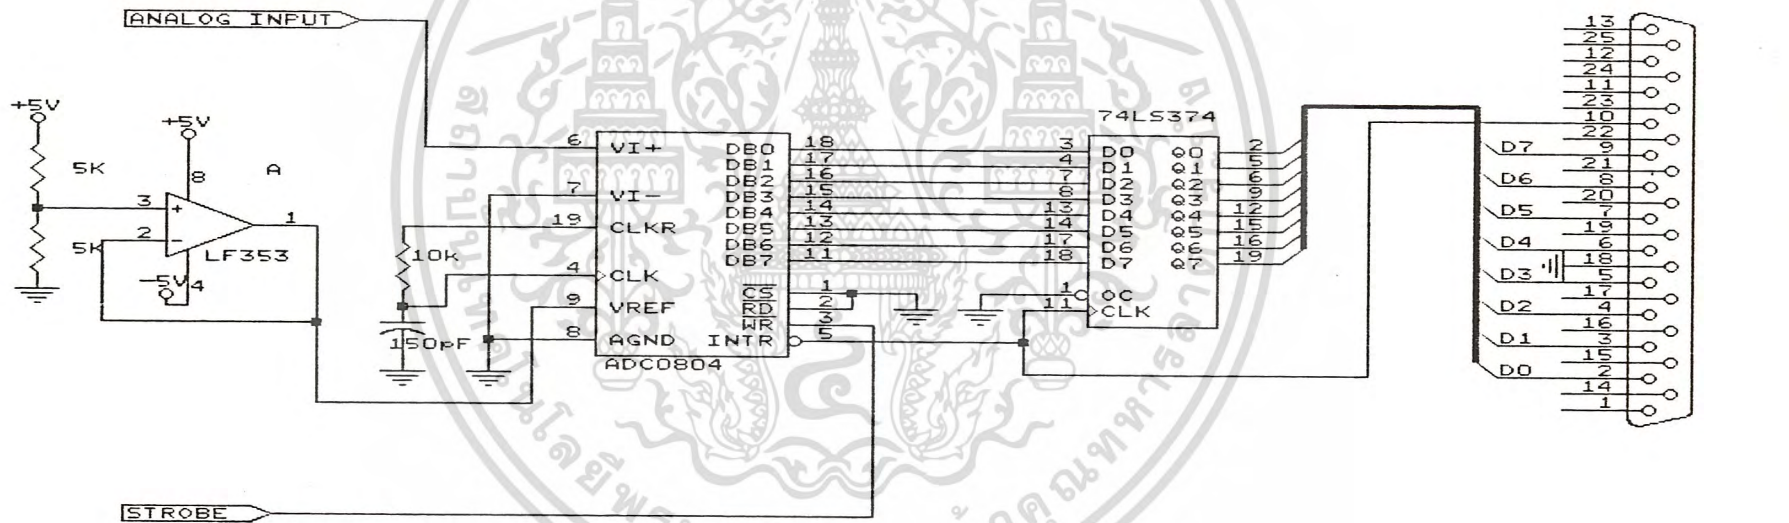 ANALOG INPUT
+5V
5K
5K
+5V
8
A
3
+
2
-
1
LF353
-5V
4
10k
150pF
6 VI+
7 VI-
19 CLKR
4 CLK
9 VREF
8 AGND
DB0 18
DB1 17
DB2 16
DB3 15
DB4 14
DB5 13
DB6 12
DB7 11
CS 1
RD 2
WR 3
INTR 5
ADC0804
74LS374
3 D0 Q0 2
4 D1 Q1 5
7 D2 Q2 6
8 D3 Q3 9
13 D4 Q4 12
14 D5 Q5 15
17 D6 Q6 16
18 D7 Q7 19
1 OC
11 CLK
D7
D6
D5
D4
D3
D2
D1
D0
13
25
12
24
11
23
10
22
9
21
8
20
7
19
6
18
5
17
4
16
3
15
2
14
1
STROBE